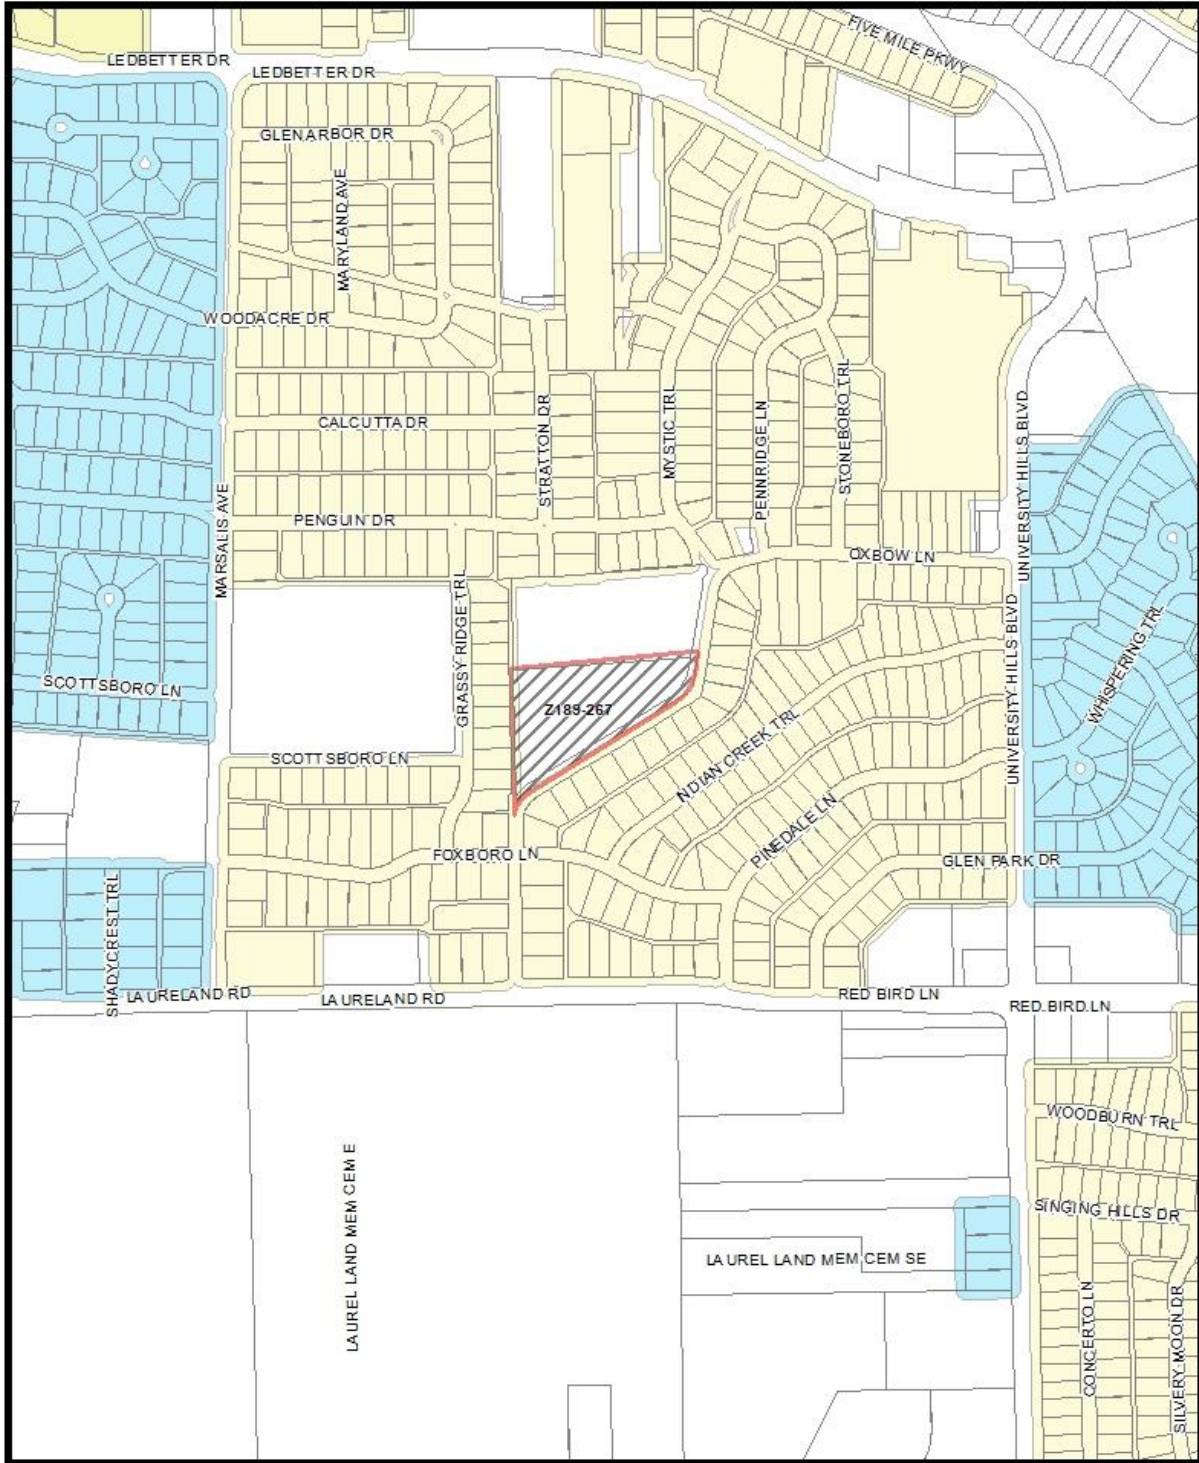 FIVE MILE PKWY
LEDBETTER DR
LEDBETTER DR
GLENARBOR DR
MARYLAND AVE
WOODACRE DR
CALCUTTA DR
STRATTON DR
MYSTIC TRL
PENNRIDGE LN
STONEBORO TRL
UNIVERSITY HILLS BLVD
MARSALIS AVE
PENGUIN DR
OXBOW LN
GRASSY RIDGE TRL
UNIVERSITY HILLS BLVD
WHISPERING TRL
SCOTTSBORO LN
Z189-267
SCOTTSBORO LN
NDIAN CREEK TRL
PINEDALE LN
FOXBORO LN
GLEN PARK DR
SHADYCREST TRL
LAURELAND RD
LAURELAND RD
RED BIRD LN
RED BIRD LN
WOODBURN TRL
LAUREL LAND MEM CEM E
SINGING HILLS DR
LAUREL LAND MEM CEM SE
CONCERTO LN
SILVERY MOON DR